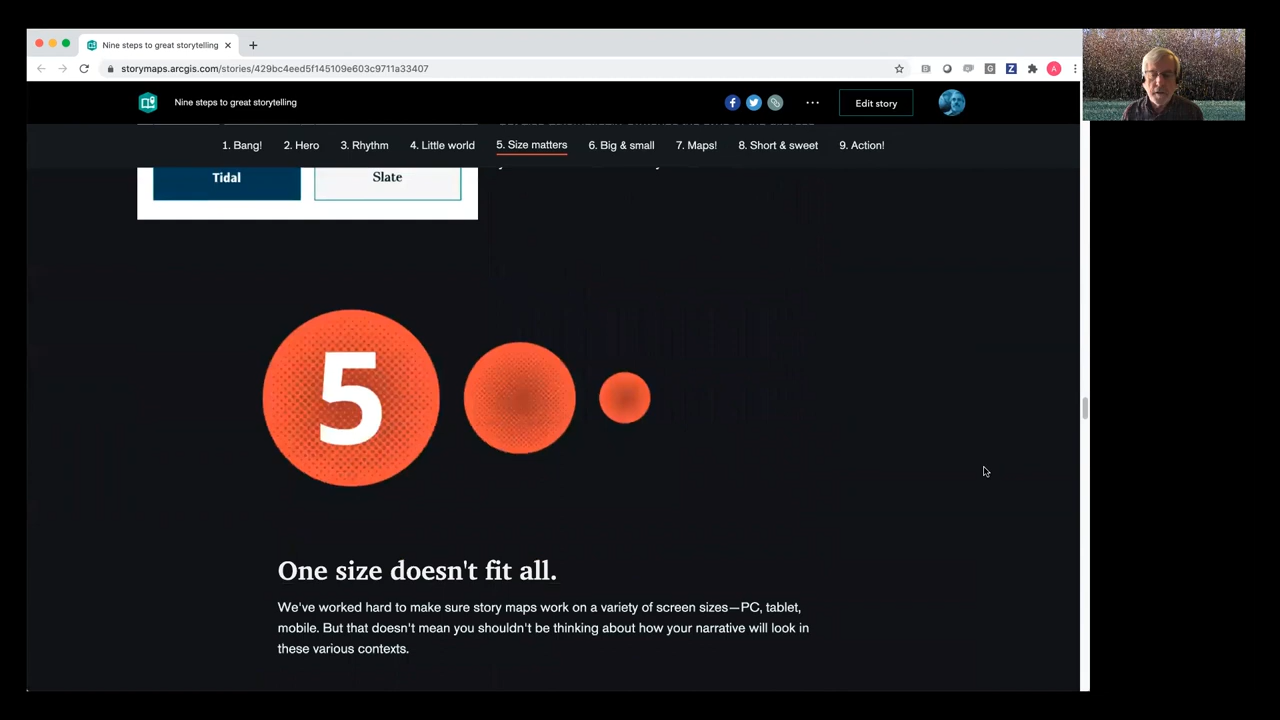 Nine steps to great storytelling
storymaps.arcgis.com/stories/429bc4eed5f145109e603c9711a33407
G
Z
A
Nine steps to great storytelling
Edit story
1. Bang!
2. Hero
3. Rhythm
4. Little world
5. Size matters
6. Big & small
7. Maps!
8. Short & sweet
9. Action!
Tidal
Slate
5
One size doesn't fit all.
We've worked hard to make sure story maps work on a variety of screen sizes—PC, tablet,
mobile. But that doesn't mean you shouldn't be thinking about how your narrative will look in
these various contexts.